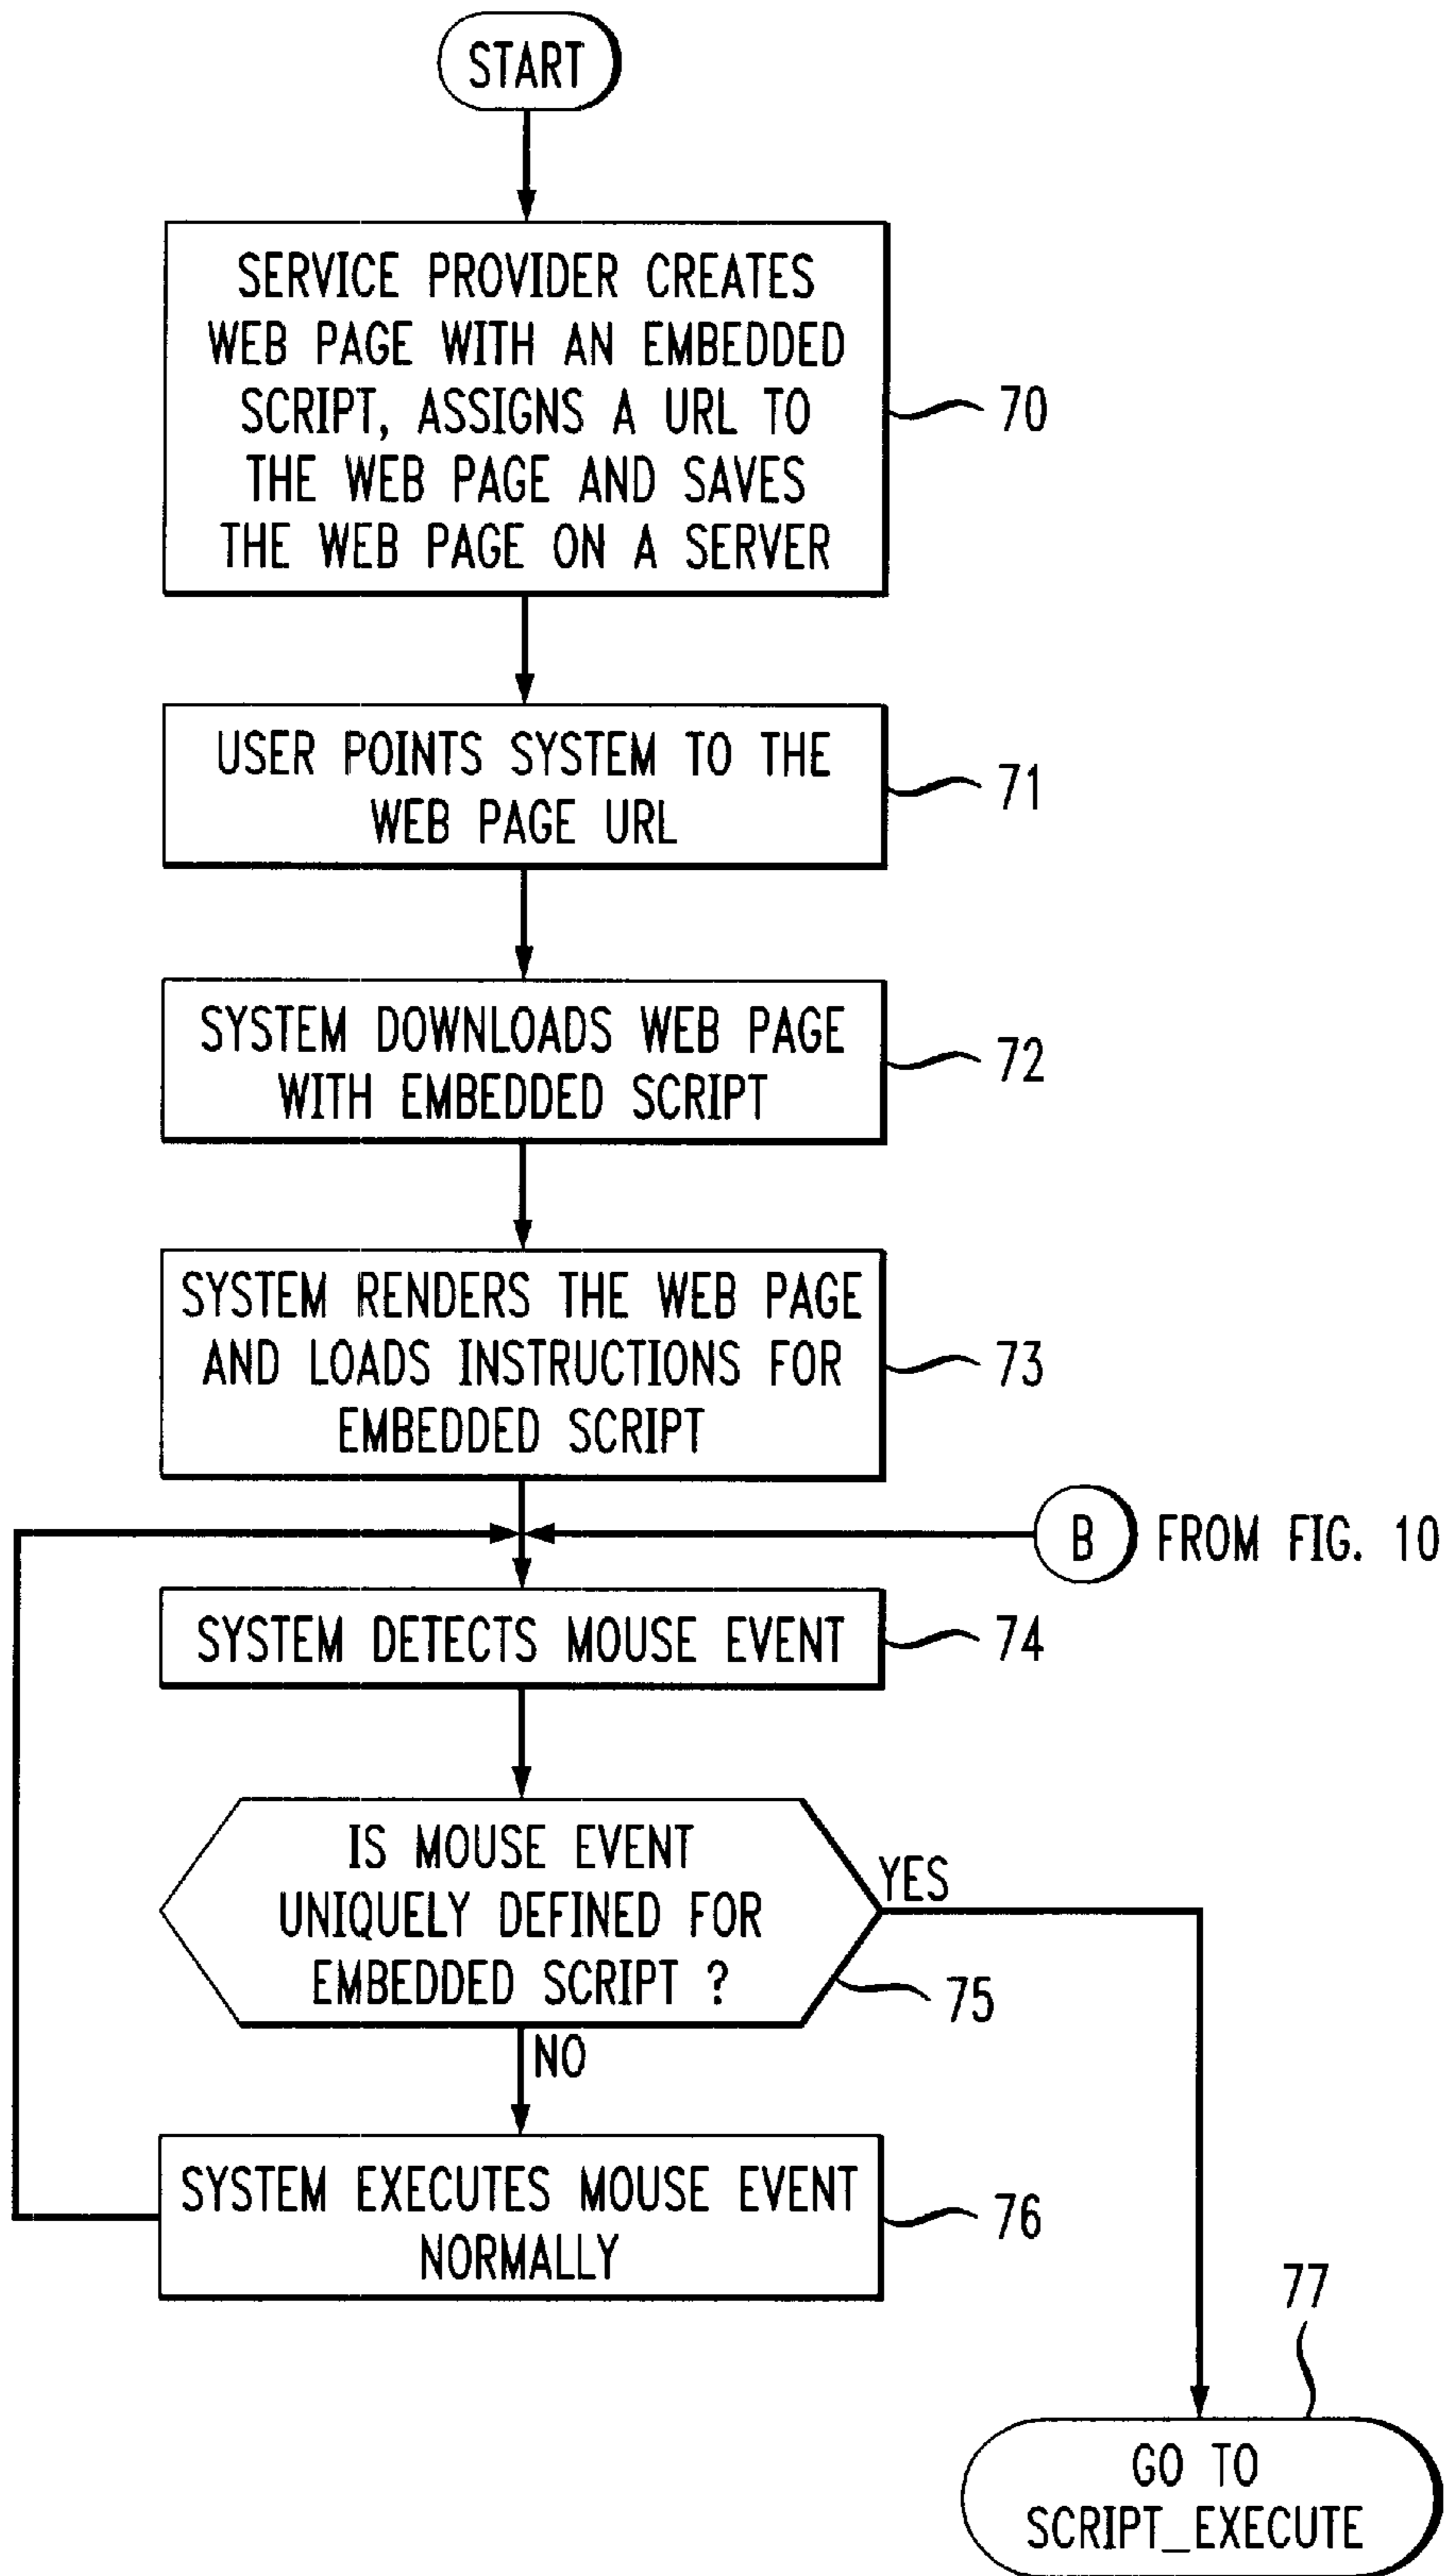 START
SERVICE PROVIDER CREATES
WEB PAGE WITH AN EMBEDDED
SCRIPT, ASSIGNS A URL TO
THE WEB PAGE AND SAVES
THE WEB PAGE ON A SERVER
70
USER POINTS SYSTEM TO THE
WEB PAGE URL
71
SYSTEM DOWNLOADS WEB PAGE
WITH EMBEDDED SCRIPT
72
SYSTEM RENDERS THE WEB PAGE
AND LOADS INSTRUCTIONS FOR
EMBEDDED SCRIPT
73
B FROM FIG. 10
SYSTEM DETECTS MOUSE EVENT
74
IS MOUSE EVENT
UNIQUELY DEFINED FOR
EMBEDDED SCRIPT ?
YES
75
NO
SYSTEM EXECUTES MOUSE EVENT
NORMALLY
76
77
GO TO
SCRIPT_EXECUTE